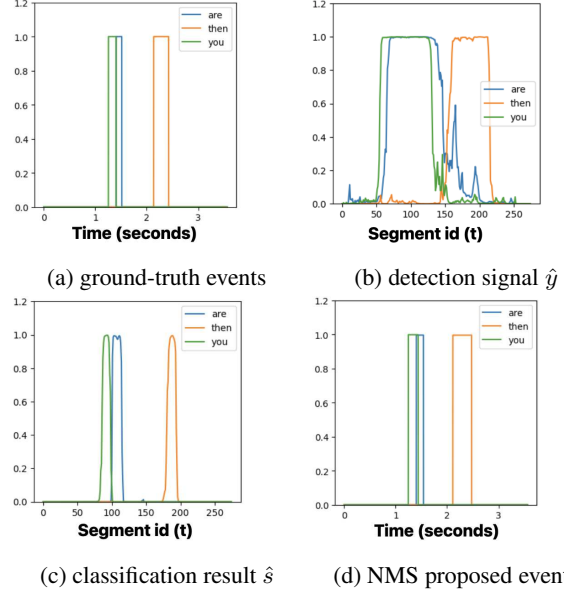 1.2
1.0
0.8
0.6
0.4
0.2
0.0
are
then
you
0 1 2 3
Time (seconds)
(a) ground-truth events
1.2
1.0
0.8
0.6
0.4
0.2
0.0
are
then
you
0 50 100 150 200 250
Segment id (t)
(b) detection signal ŷ
1.2
1.0
0.8
0.6
0.4
0.2
0.0
are
then
you
0 50 100 150 200 250
Segment id (t)
(c) classification result ŝ
1.2
1.0
0.8
0.6
0.4
0.2
0.0
are
then
you
0 1 2 3
Time (seconds)
(d) NMS proposed event